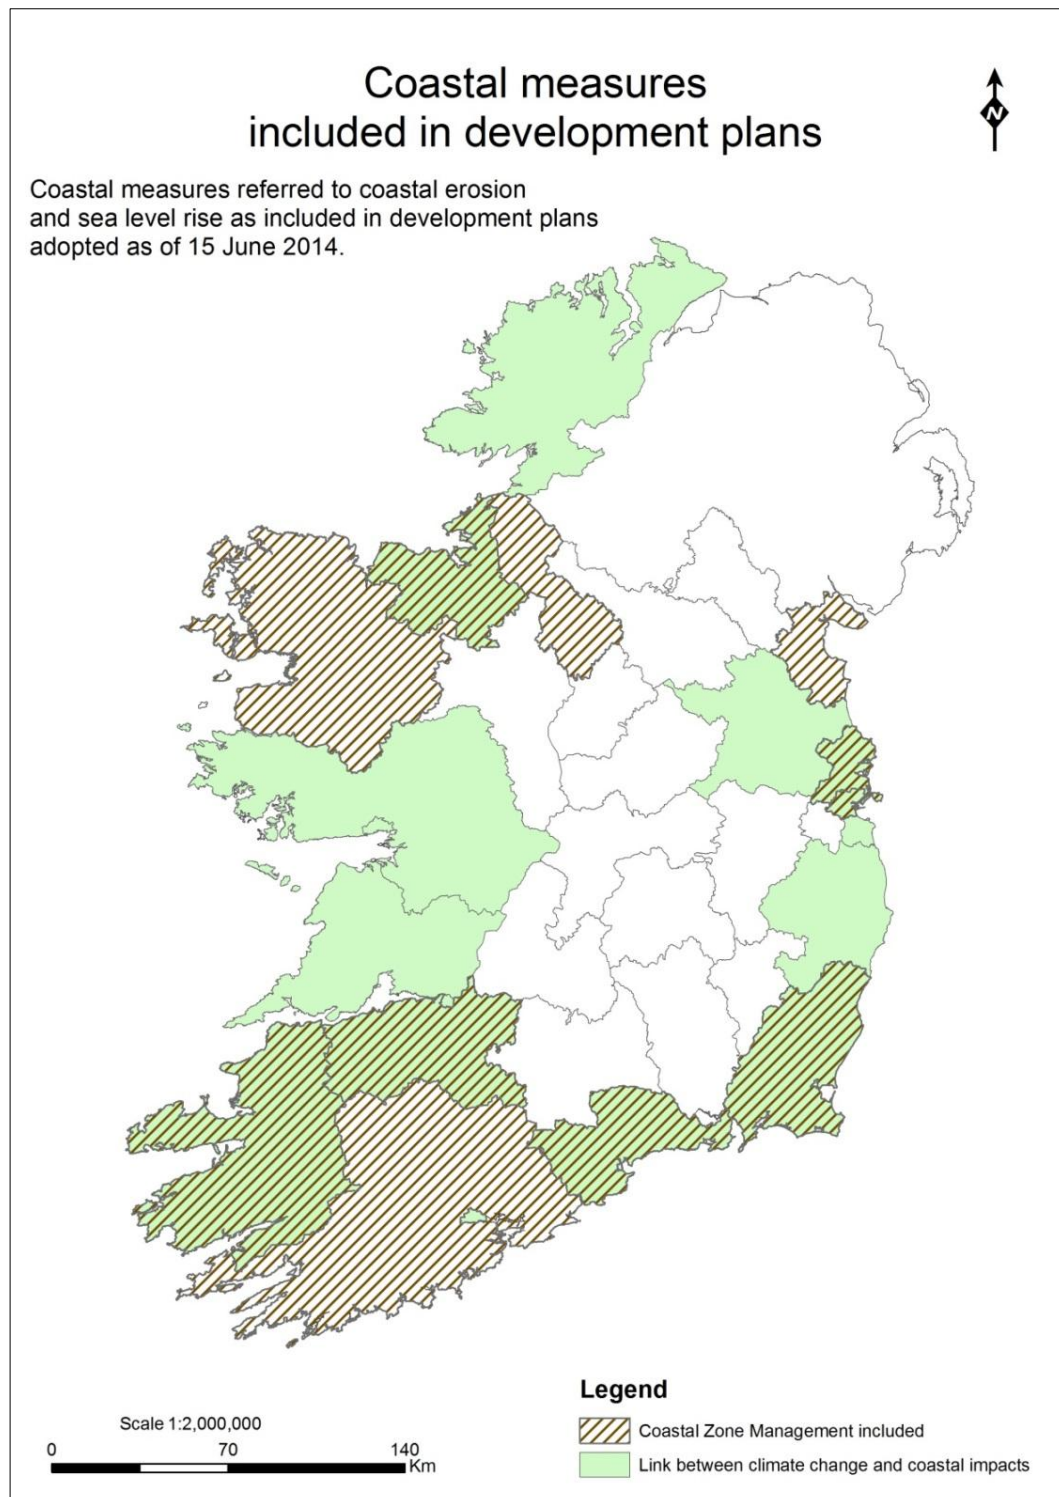 Coastal measures
included in development plans
N
Coastal measures referred to coastal erosion
and sea level rise as included in development plans
adopted as of 15 June 2014.
Legend
Scale 1:2,000,000
Coastal Zone Management included
0 70 140
Km
Link between climate change and coastal impacts